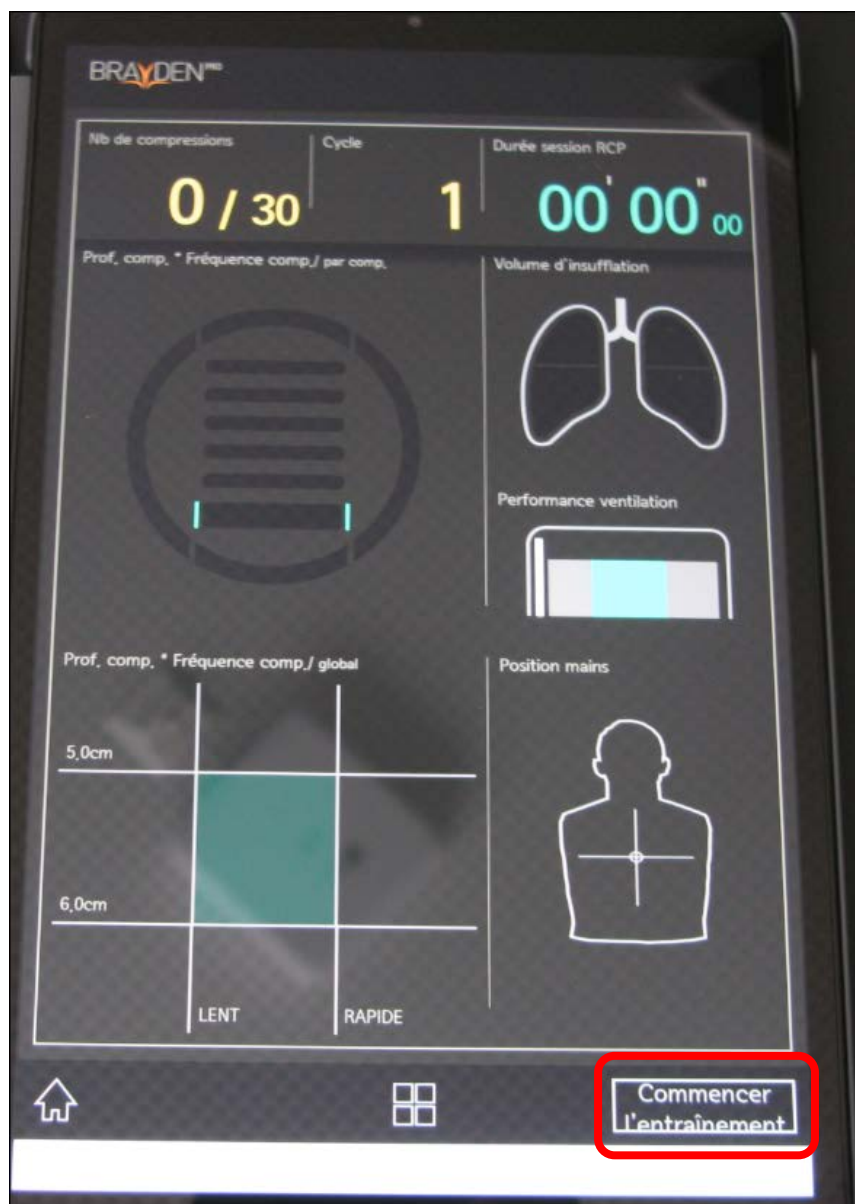 BRAYDEN PRO
Nb de compressions
Cycle
Durée session RCP
0 / 30
1
00' 00" 00
Prof. comp. * Fréquence comp./ par comp.
Volume d'insufflation
Performance ventilation
Prof. comp. * Fréquence comp./ global
Position mains
5,0cm
6,0cm
LENT
RAPIDE
Commencer
l'entraînement